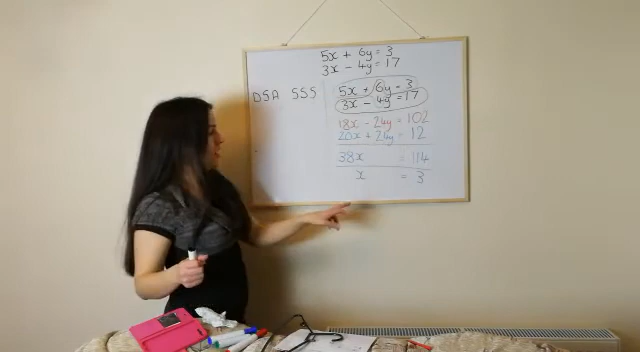 5x + 6y = 3
3x - 4y = 17
DSA SSS
5x + 6y = 3
3x - 4y = 17
18x - 24y = 102
20x + 24y = 12
38x = 114
x = 3